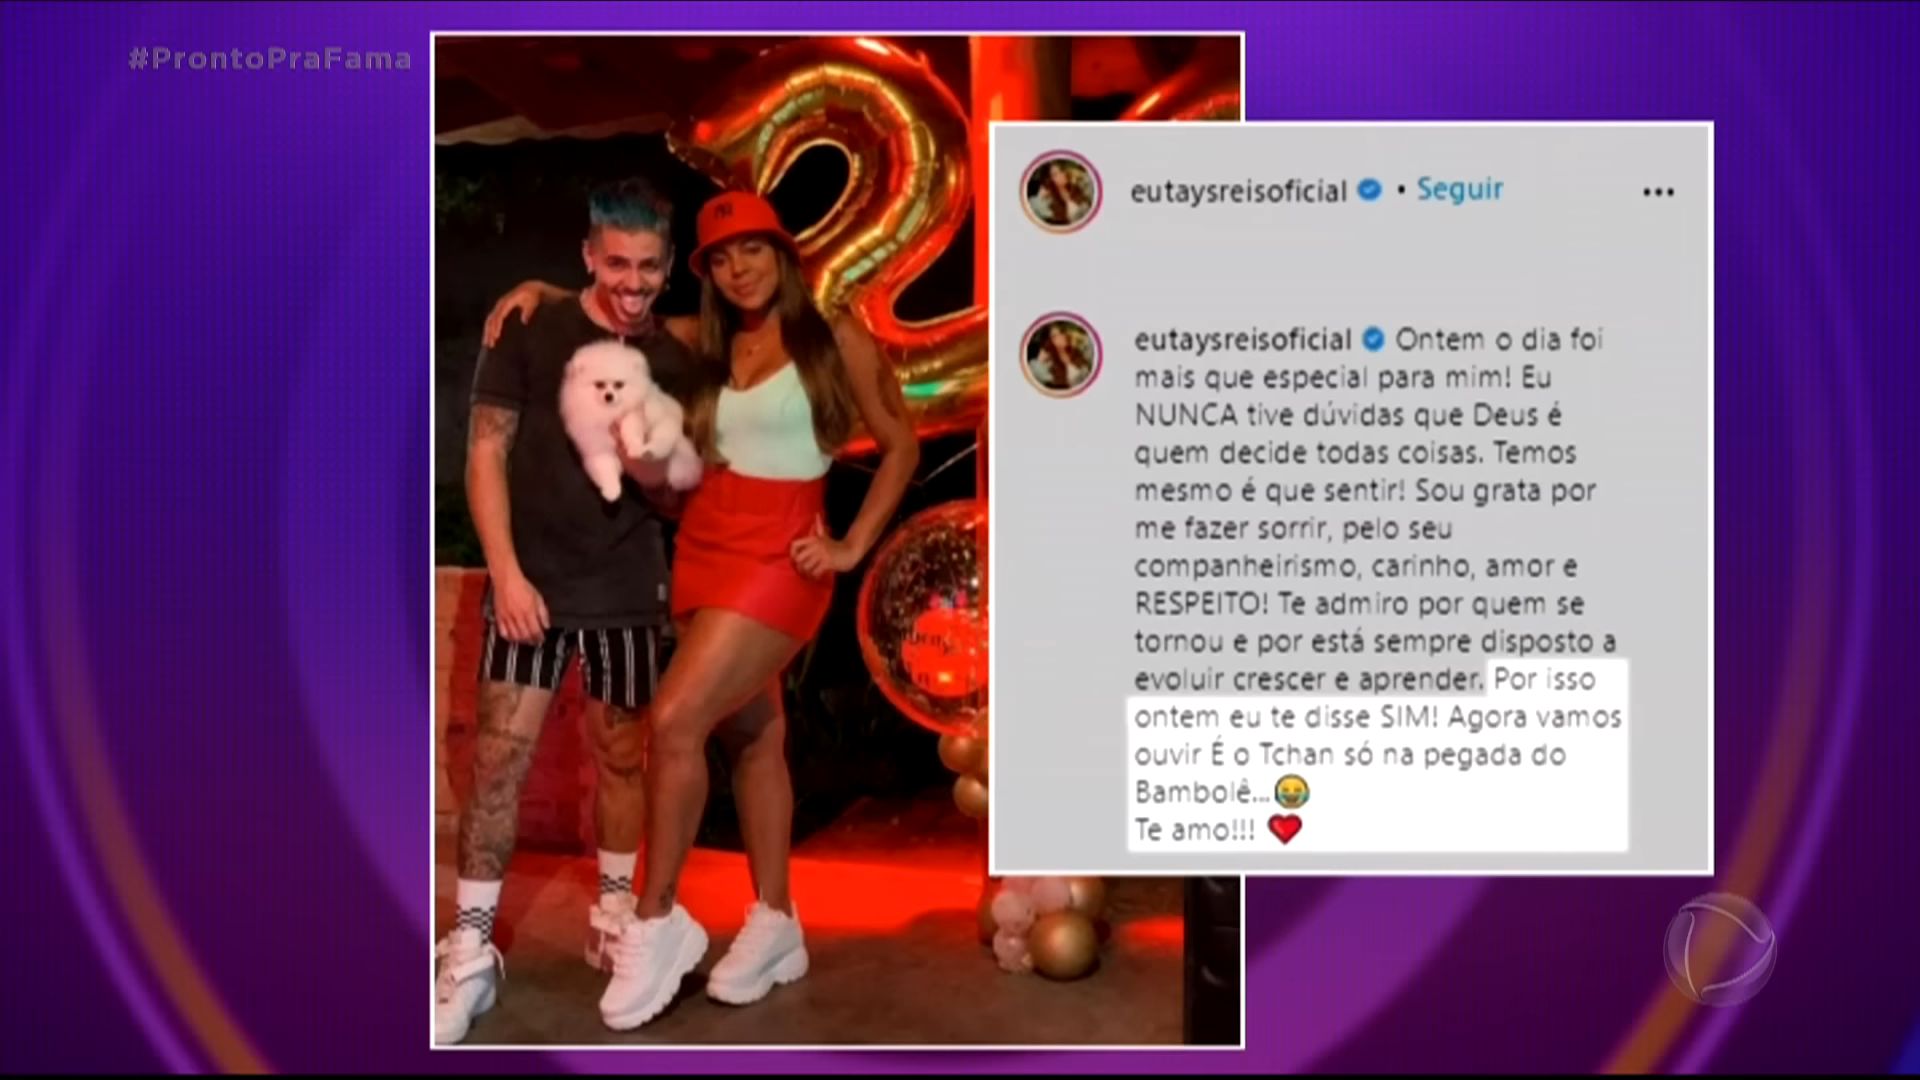 #ProntoPraFama
eutaysreisoficial • Seguir ...
eutaysreisoficial Ontem o dia foi
mais que especial para mim! Eu
NUNCA tive dúvidas que Deus é
quem decide todas coisas. Temos
mesmo é que sentir! Sou grata por
me fazer sorrir, pelo seu
companheirismo, carinho, amor e
RESPEITO! Te admiro por quem se
tornou e por está sempre disposto a
evoluir crescer e aprender. Por isso
ontem eu te disse SIM! Agora vamos
ouvir É o Tchan só na pegada do
Bambolê...😂
Te amo!!! ❤️